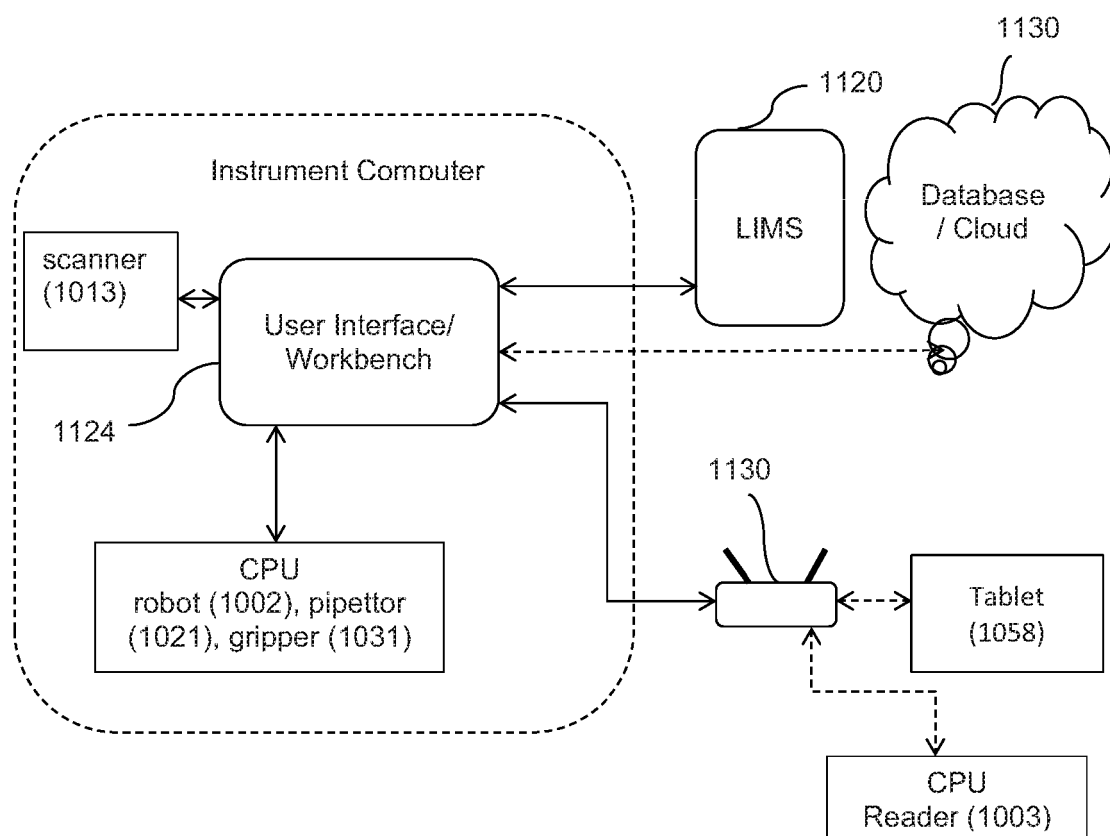 1130
1120
Instrument Computer
Database
/ Cloud
LIMS
scanner
(1013)
User Interface/
Workbench
1124
1130
CPU
robot (1002), pipettor
(1021), gripper (1031)
Tablet
(1058)
CPU
Reader (1003)